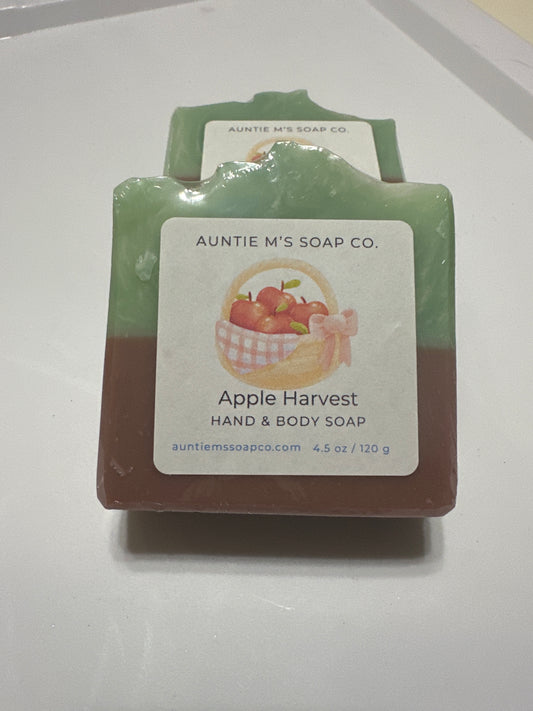 AUNTIE M'S SOAP CO.
AUNTIE M'S SOAP CO.
Apple Harvest
HAND & BODY SOAP
auntiemssoapco.com 4.5 oz / 120 g